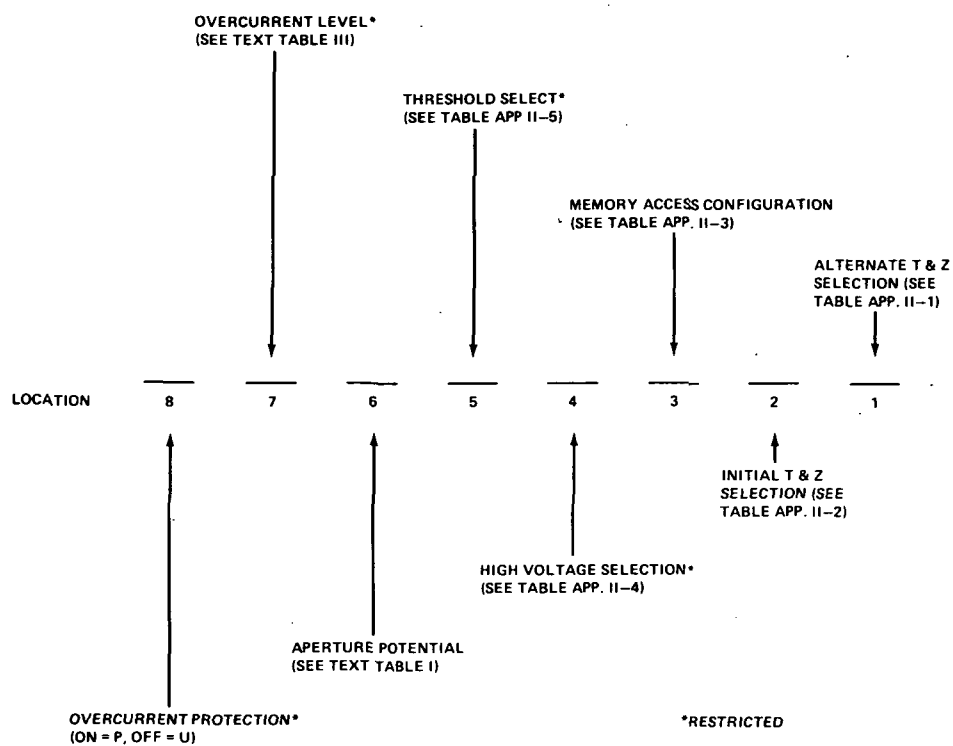 OVERCURRENT LEVEL*
(SEE TEXT TABLE III)
THRESHOLD SELECT*
(SEE TABLE APP II-5)
MEMORY ACCESS CONFIGURATION
(SEE TABLE APP. II-3)
ALTERNATE T & Z
SELECTION (SEE
TABLE APP. II-1)
LOCATION 8 7 6 5 4 3 2 1
INITIAL T & Z
SELECTION (SEE
TABLE APP. II-2)
HIGH VOLTAGE SELECTION*
(SEE TABLE APP. II-4)
APERTURE POTENTIAL
(SEE TEXT TABLE I)
OVERCURRENT PROTECTION*
(ON = P, OFF = U)
*RESTRICTED